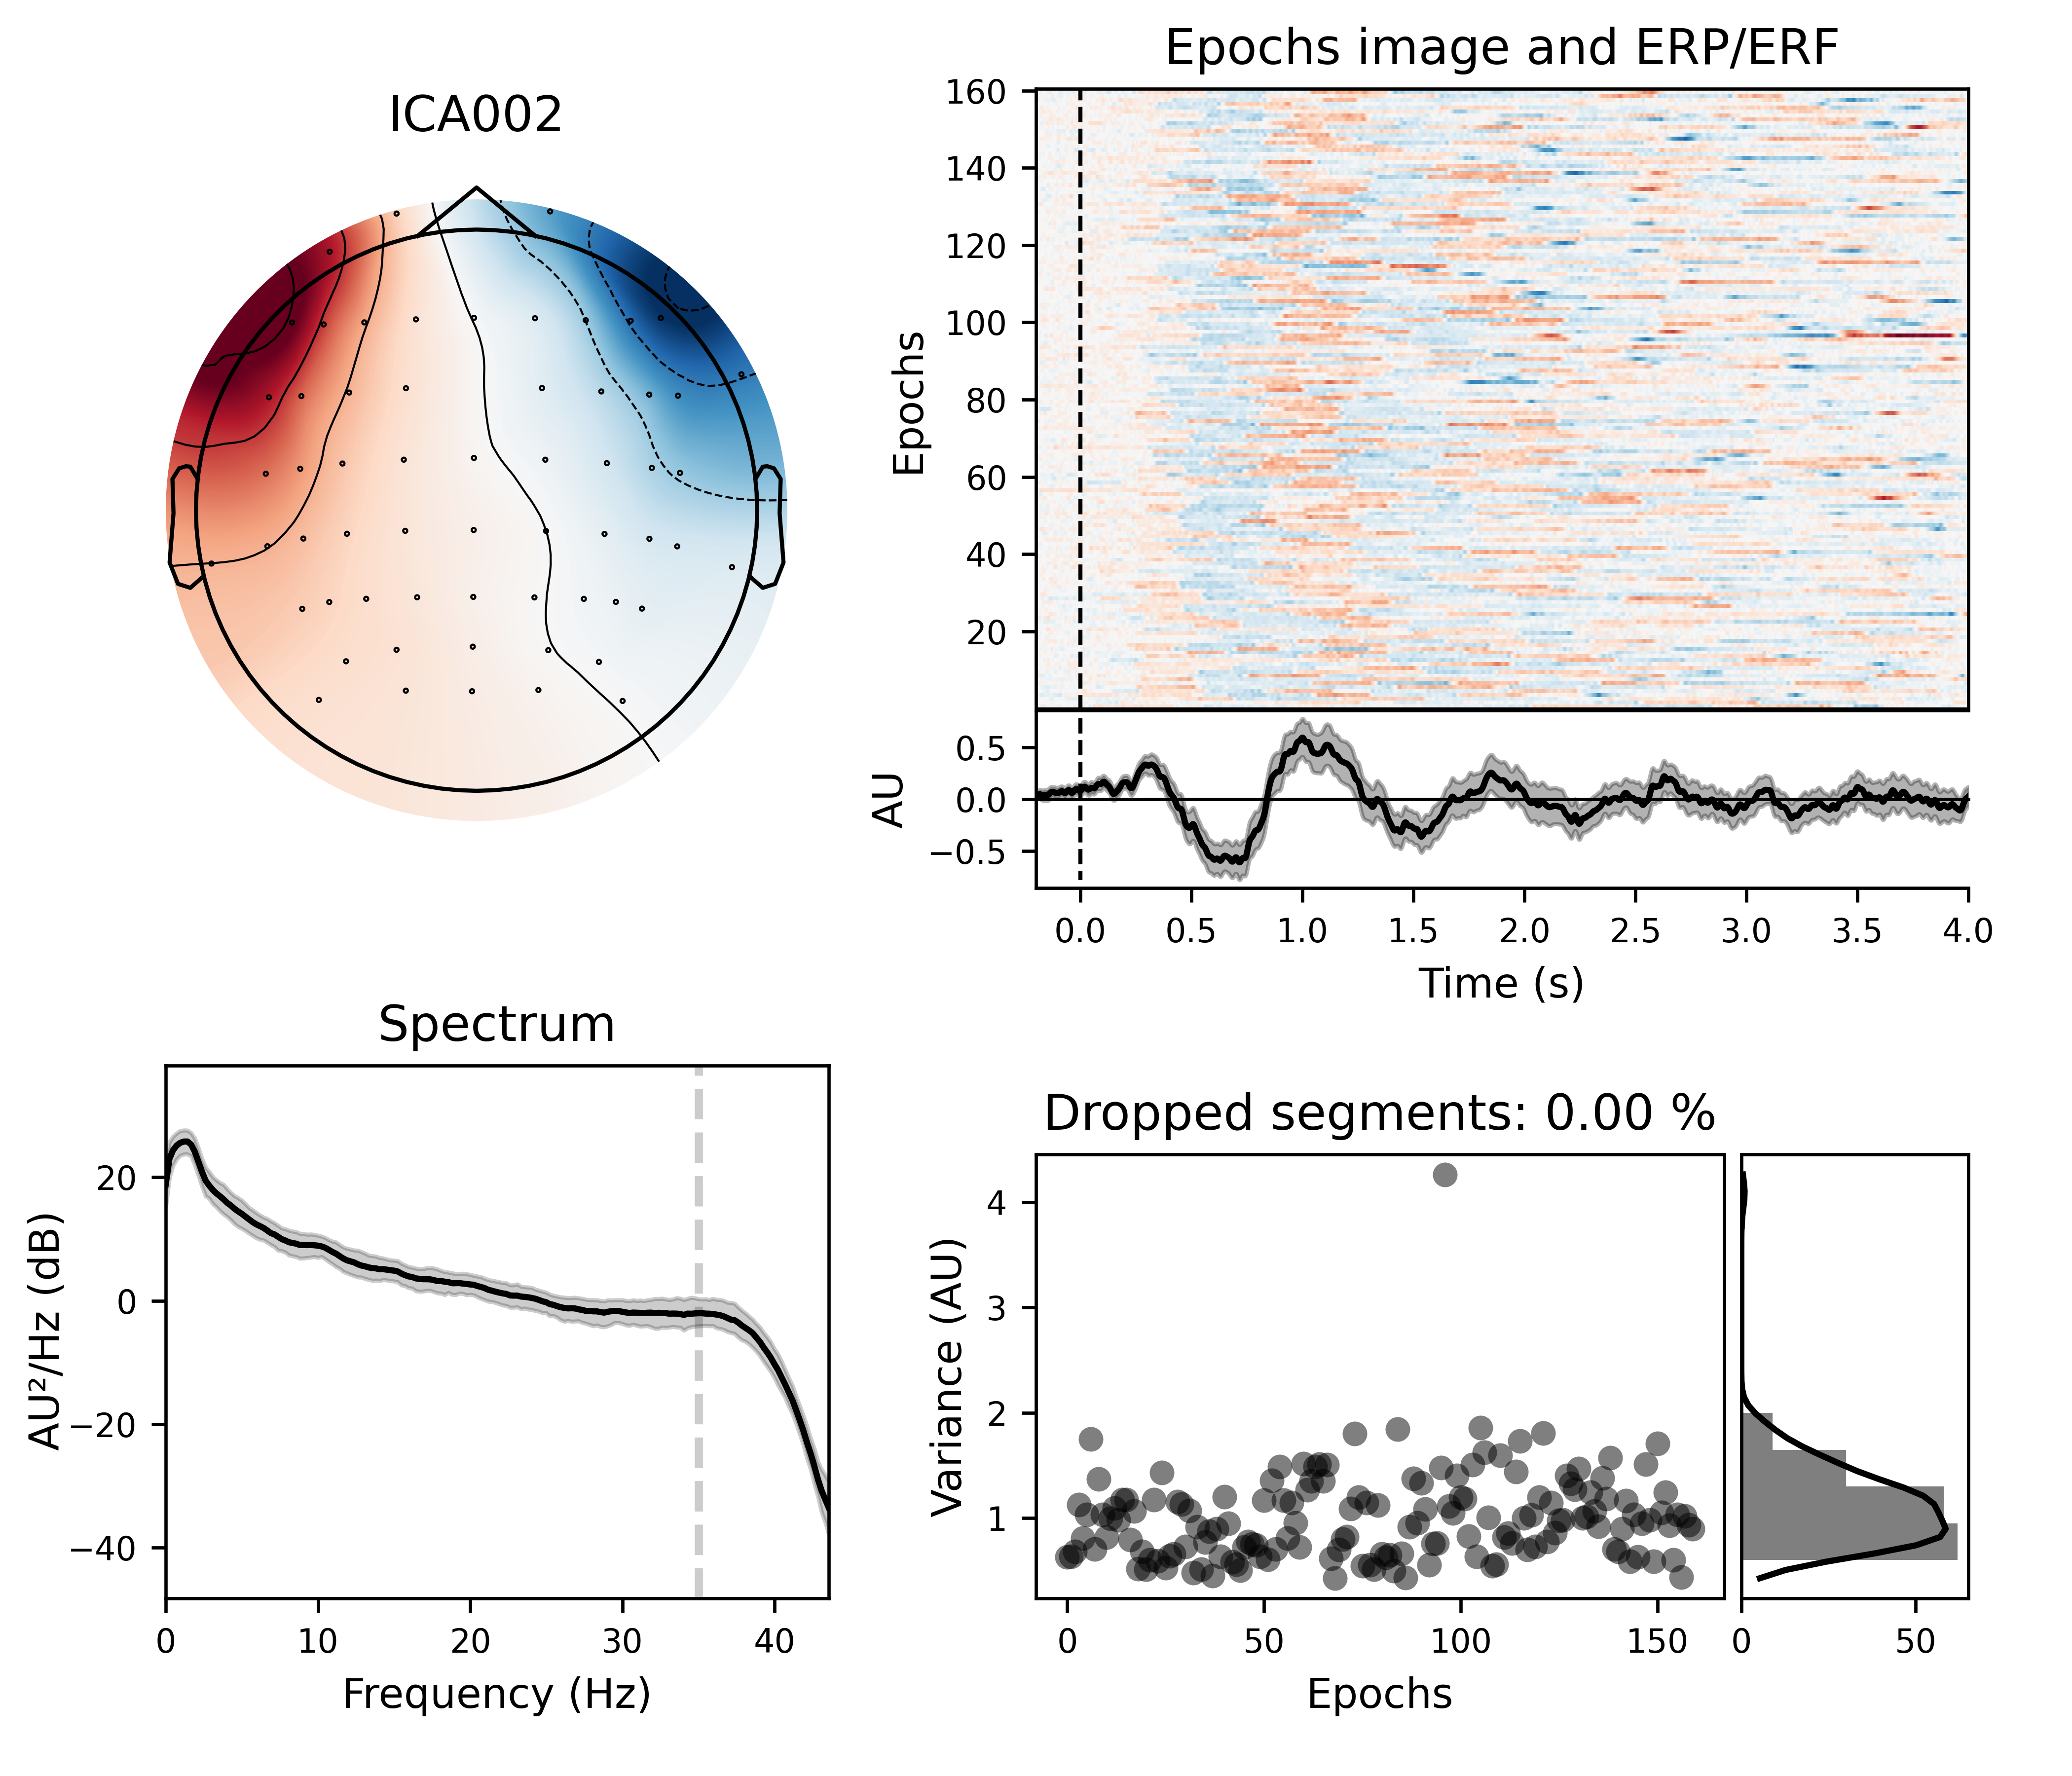 ICA002
Epochs image and ERP/ERF
160
140
120
100
80
60
40
20
Epochs
0.5
0.0
−0.5
AU
0.0 0.5 1.0 1.5 2.0 2.5 3.0 3.5 4.0
Time (s)
Spectrum
20
0
−20
−40
AU²/Hz (dB)
0 10 20 30 40
Frequency (Hz)
Dropped segments: 0.00 %
4
3
2
1
Variance (AU)
0 50 100 150
Epochs
0 50